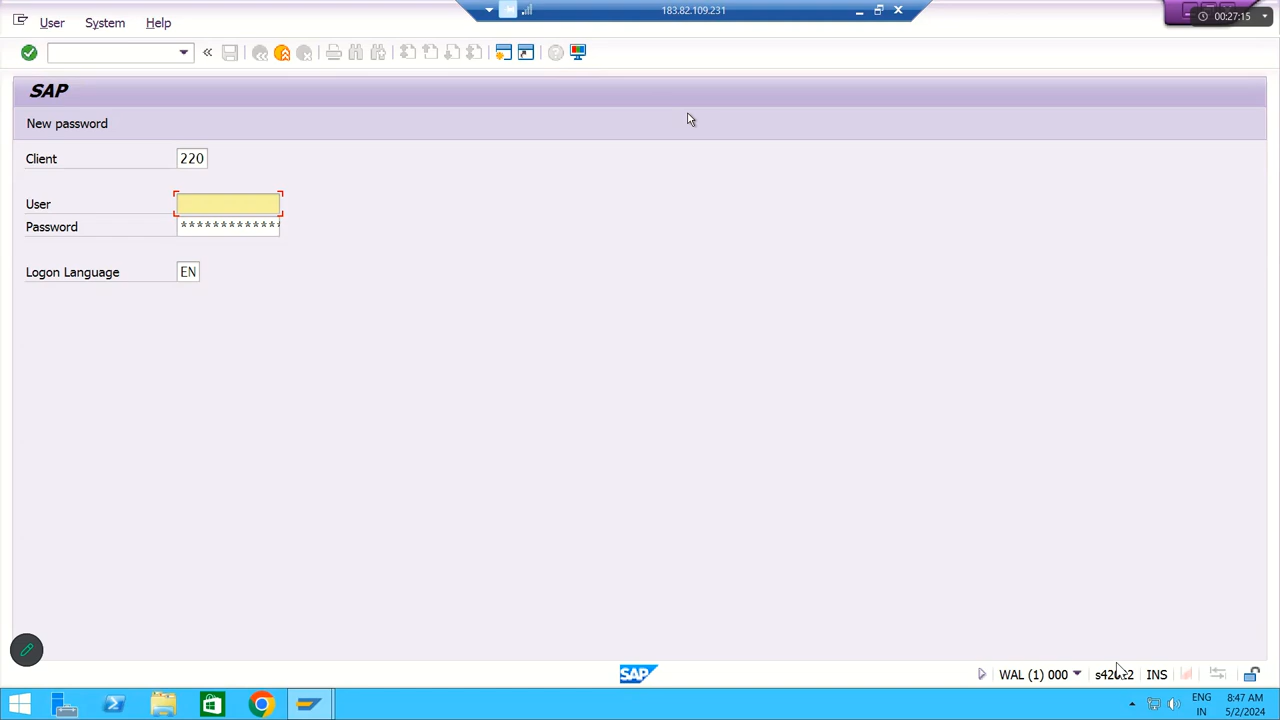 183.82.109.231
00:27:15
User System Help
SAP
New password
Client 220
User
Password *************
Logon Language EN
SAP
WAL (1) 000 INS
ENG 8:47 AM
IN 5/2/2024